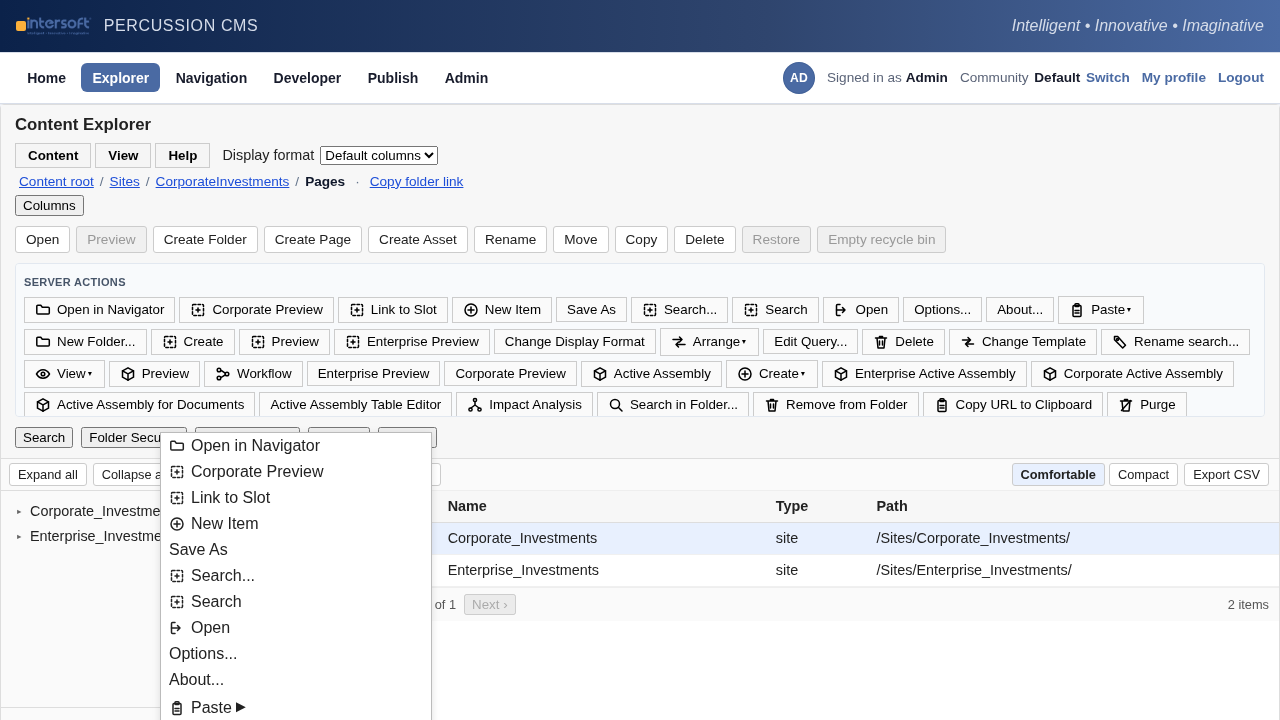 intersoft PERCUSSION CMS Intelligent • Innovative • Imaginative
Home Explorer Navigation Developer Publish Admin AD Signed in as Admin Community Default Switch My profile Logout
Content Explorer
Content View Help Display format Default columns
Content root / Sites / CorporateInvestments / Pages · Copy folder link
Columns
Open Preview Create Folder Create Page Create Asset Rename Move Copy Delete Restore Empty recycle bin
SERVER ACTIONS
Open in Navigator Corporate Preview Link to Slot New Item Save As Search... Search Open Options... About... Paste
New Folder... Create Preview Enterprise Preview Change Display Format Arrange Edit Query... Delete Change Template Rename search...
View Preview Workflow Enterprise Preview Corporate Preview Active Assembly Create Enterprise Active Assembly Corporate Active Assembly
Active Assembly for Documents Active Assembly Table Editor Impact Analysis Search in Folder... Remove from Folder Copy URL to Clipboard Purge
Search Folder Secu
Expand all Collapse a Comfortable Compact Export CSV
Name Type Path
Corporate_Investme Corporate_Investments site /Sites/Corporate_Investments/
Enterprise_Investme Enterprise_Investments site /Sites/Enterprise_Investments/
of 1 Next › 2 items
Open in Navigator
Corporate Preview
Link to Slot
New Item
Save As
Search...
Search
Open
Options...
About...
Paste